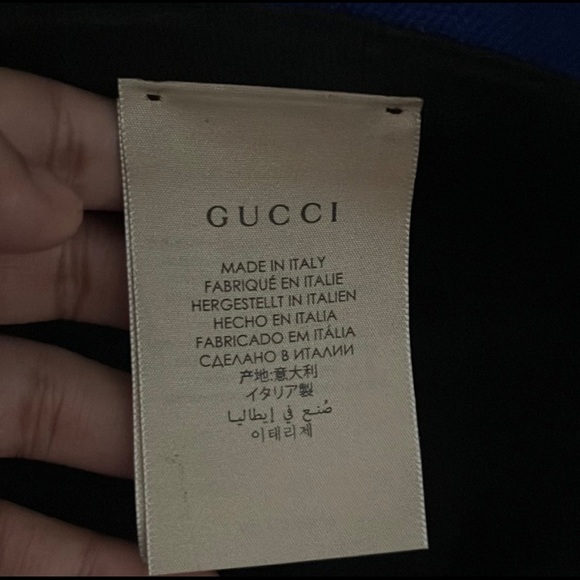 GUCCI
MADE IN ITALY
FABRIQUÉ EN ITALIE
HERGESTELLT IN ITALIEN
HECHO EN ITALIA
FABRICADO EM ITÁLIA
СДЕЛАНО В ИТАЛИИ
产地:意大利
イタリア製
صُنع في إيطاليا
이태리제